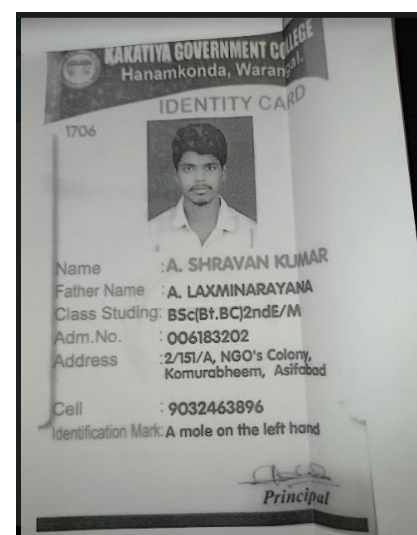 KAKATIYA GOVERNMENT COLLEGE
Hanamkonda, Warangal.
IDENTITY CARD
1706
Name : A. SHRAVAN KUMAR
Father Name : A. LAXMINARAYANA
Class Studing: BSc(Bt.BC)2ndE/M
Adm.No. : 006183202
Address : 2/151/A, NGO's Colony,
Komurabheem, Asifabad
Cell : 9032463896
Identification Mark: A mole on the left hand
Principal